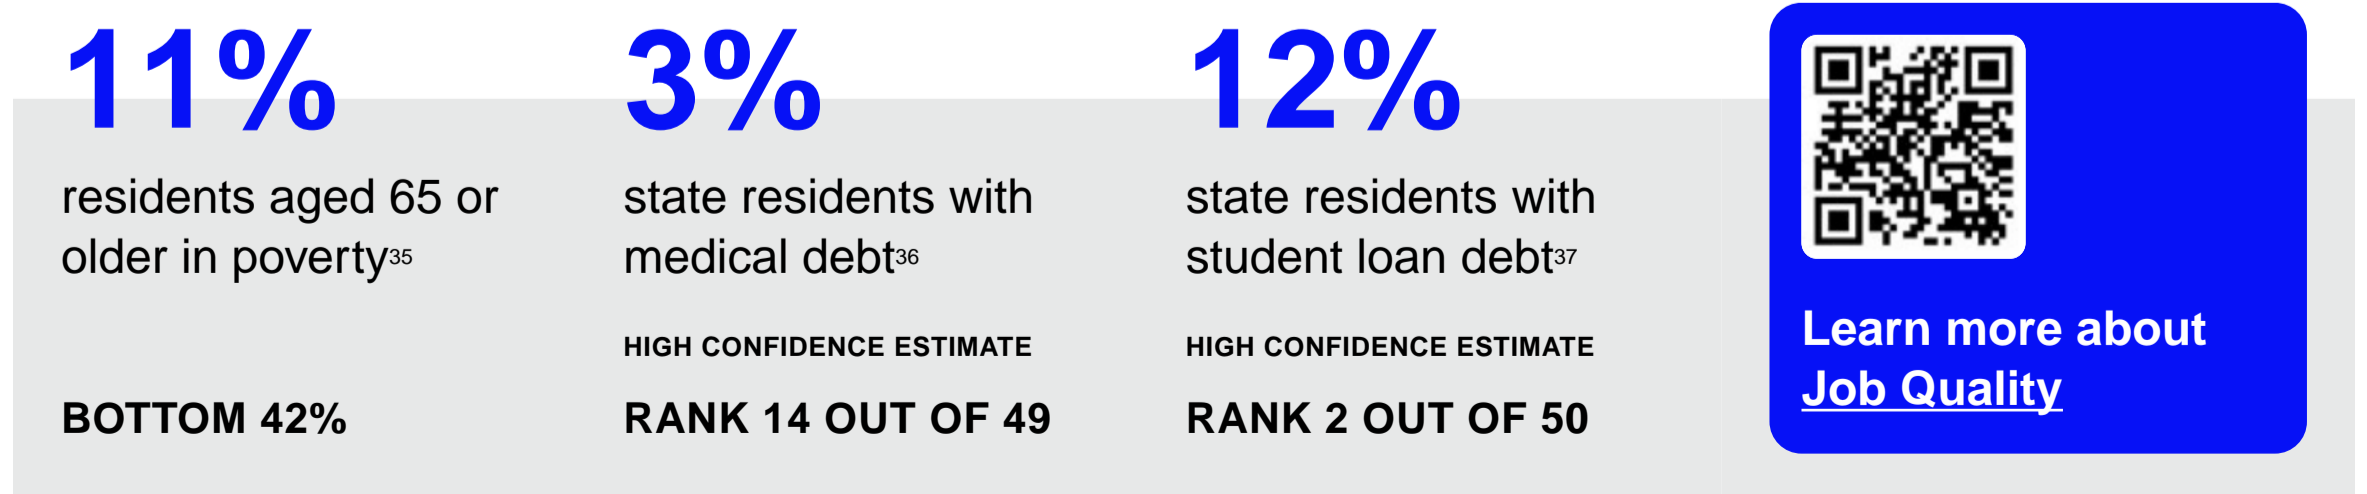 11%
residents aged 65 or
older in poverty35
BOTTOM 42%
3%
state residents with
medical debt36
HIGH CONFIDENCE ESTIMATE
RANK 14 OUT OF 49
12%
state residents with
student loan debt37
HIGH CONFIDENCE ESTIMATE
RANK 2 OUT OF 50
Learn more about
Job Quality